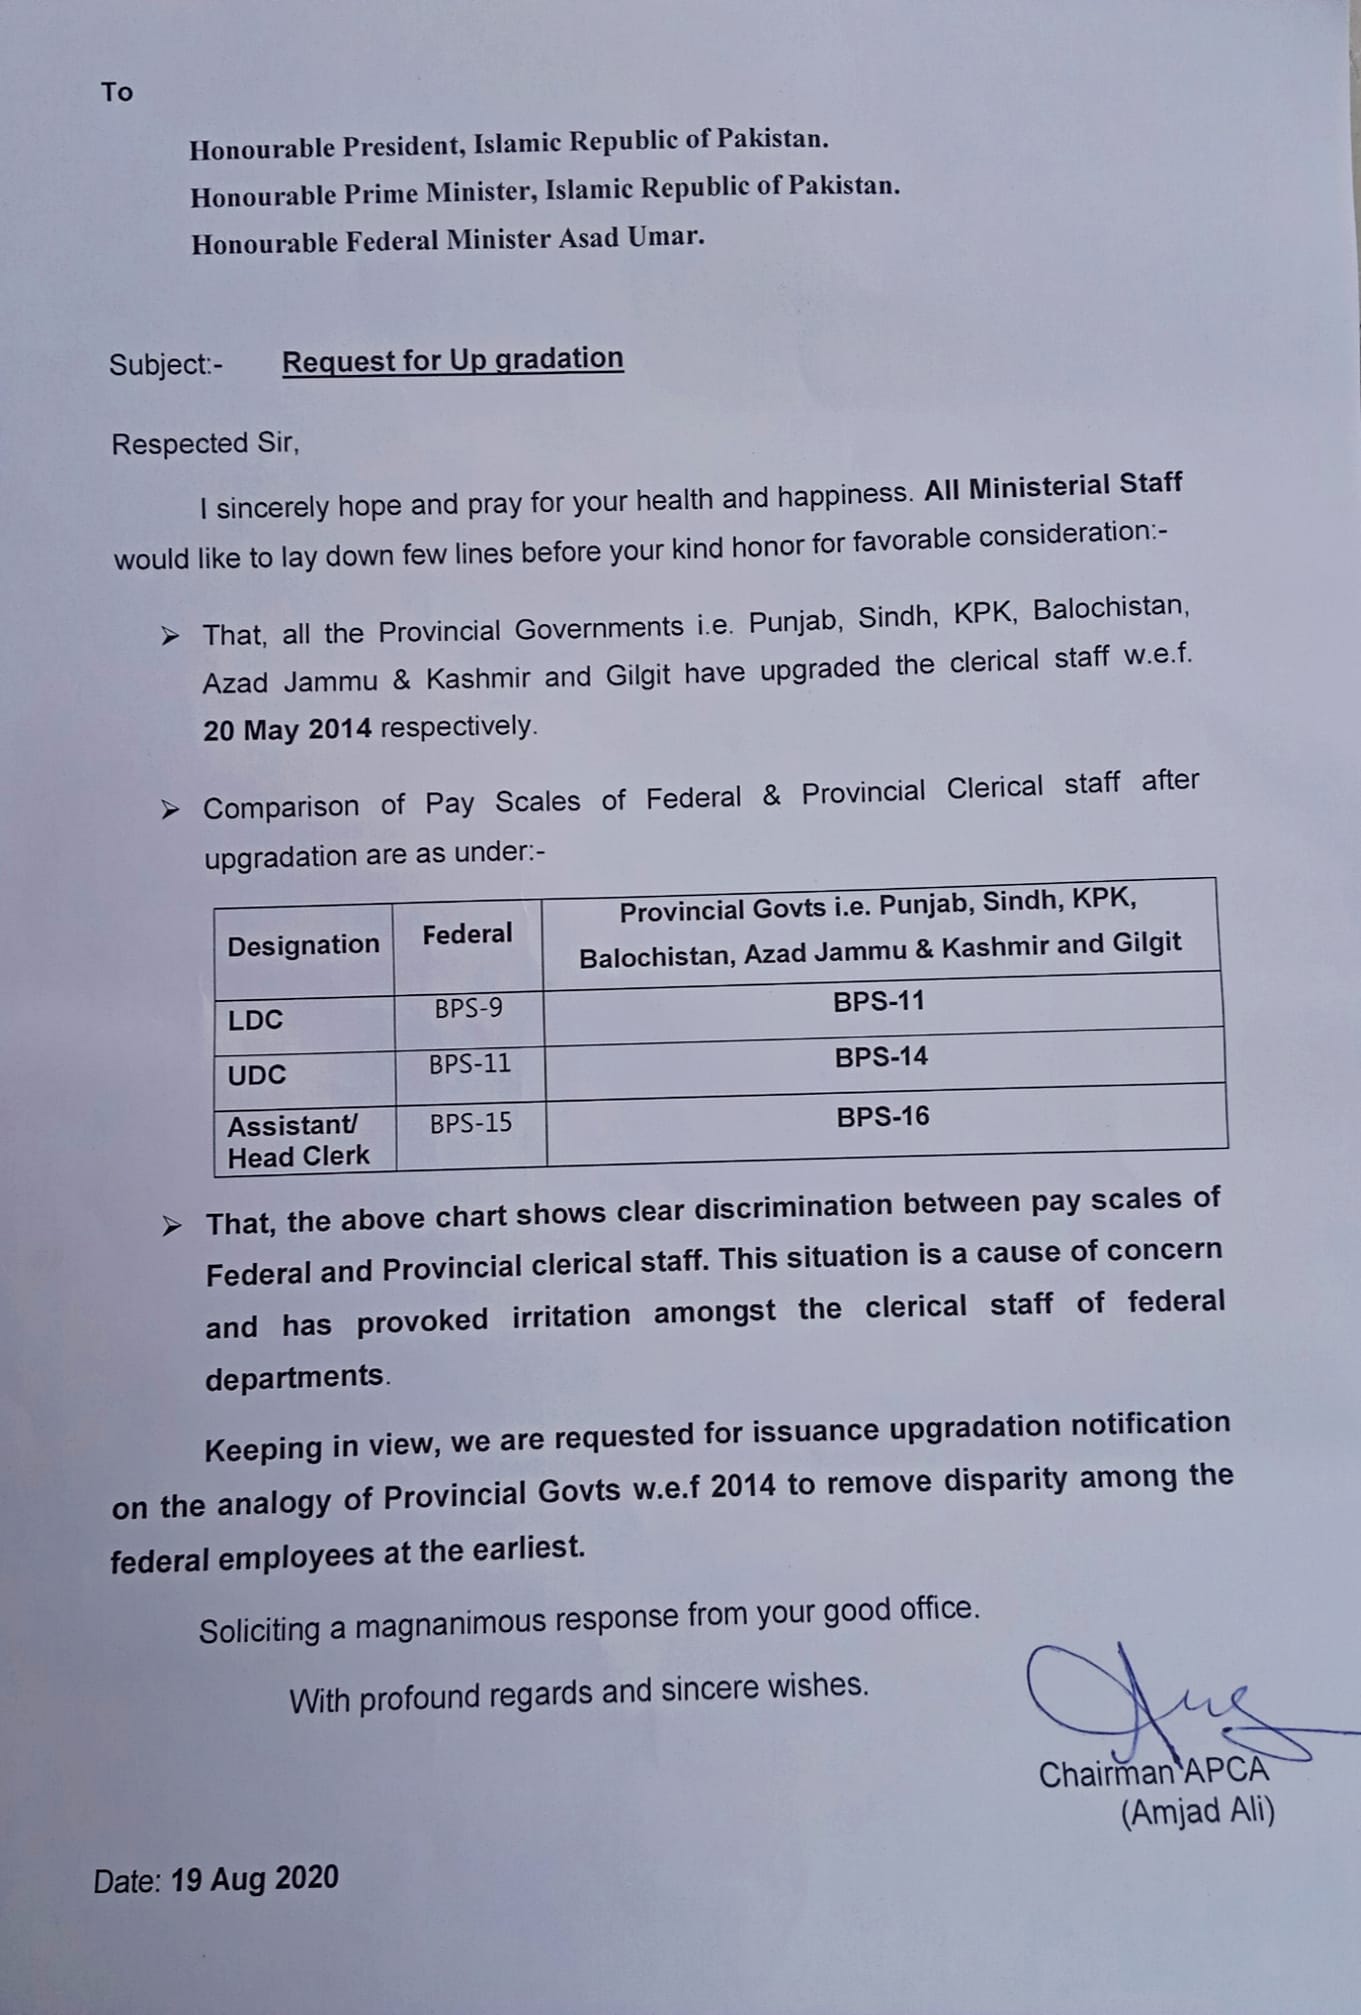 To
Honourable President, Islamic Republic of Pakistan.
Honourable Prime Minister, Islamic Republic of Pakistan.
Honourable Federal Minister Asad Umar.
Subject:- Request for Up gradation
Respected Sir,
I sincerely hope and pray for your health and happiness. All Ministerial Staff
would like to lay down few lines before your kind honor for favorable consideration:-
➢ That, all the Provincial Governments i.e. Punjab, Sindh, KPK, Balochistan,
Azad Jammu & Kashmir and Gilgit have upgraded the clerical staff w.e.f.
20 May 2014 respectively.
➢ Comparison of Pay Scales of Federal & Provincial Clerical staff after
upgradation are as under:-
Designation Federal Provincial Govts i.e. Punjab, Sindh, KPK,
Balochistan, Azad Jammu & Kashmir and Gilgit
LDC BPS-9 BPS-11
UDC BPS-11 BPS-14
Assistant/ BPS-15 BPS-16
Head Clerk
➢ That, the above chart shows clear discrimination between pay scales of
Federal and Provincial clerical staff. This situation is a cause of concern
and has provoked irritation amongst the clerical staff of federal
departments.
Keeping in view, we are requested for issuance upgradation notification
on the analogy of Provincial Govts w.e.f 2014 to remove disparity among the
federal employees at the earliest.
Soliciting a magnanimous response from your good office.
With profound regards and sincere wishes.
Chairman APCA
(Amjad Ali)
Date: 19 Aug 2020